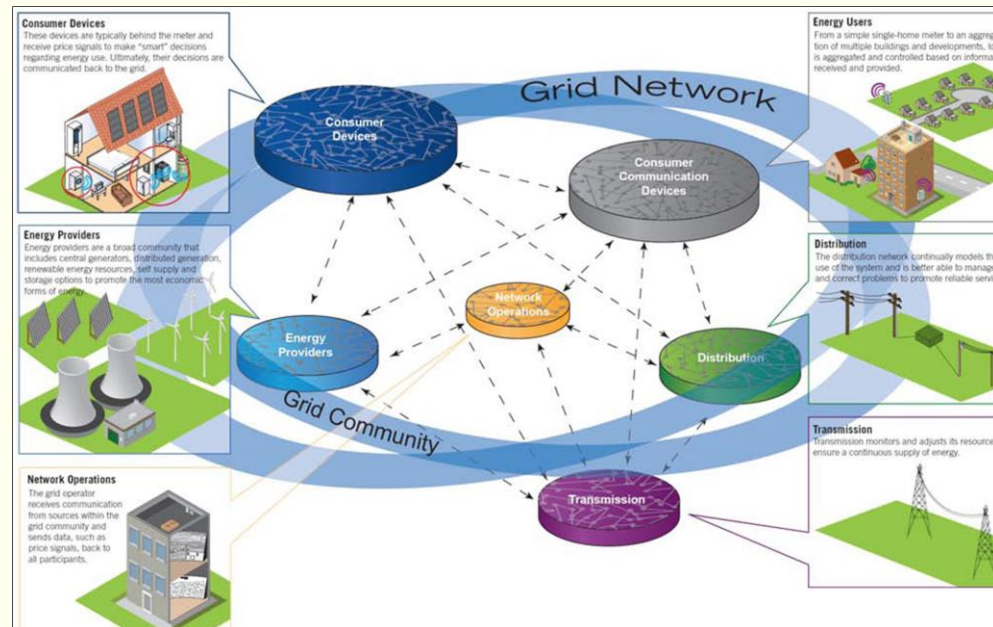 Consumer Devices
These devices are typically behind the meter and
receive price signals to make "smart" decisions
regarding energy use. Ultimately, their decisions are
communicated back to the grid.
Energy Users
From a simple single-home meter to an aggrega
tion of multiple buildings and developments,
is aggregated and controlled based on informa
received and provided.
Grid Network
Consumer
Devices
Consumer
Communication
Devices
Energy Providers
Energy providers are a broad community that
includes central generators, distributed generation,
renewable energy resources, self supply and
storage options to promote the most economic
forms of energy.
Distribution
The distribution network continually models th
use of the system and is better able to manag
and correct problems to promote reliable servi
Network
Operations
Energy
Providers
Distribution
Grid Community
Transmission
Transmission monitors and adjusts its resource
ensure a continuous supply of energy.
Network Operations
The grid operator
receives communication
from sources within the
grid community and
sends data, such as
price signals, back to
all participants.
Transmission